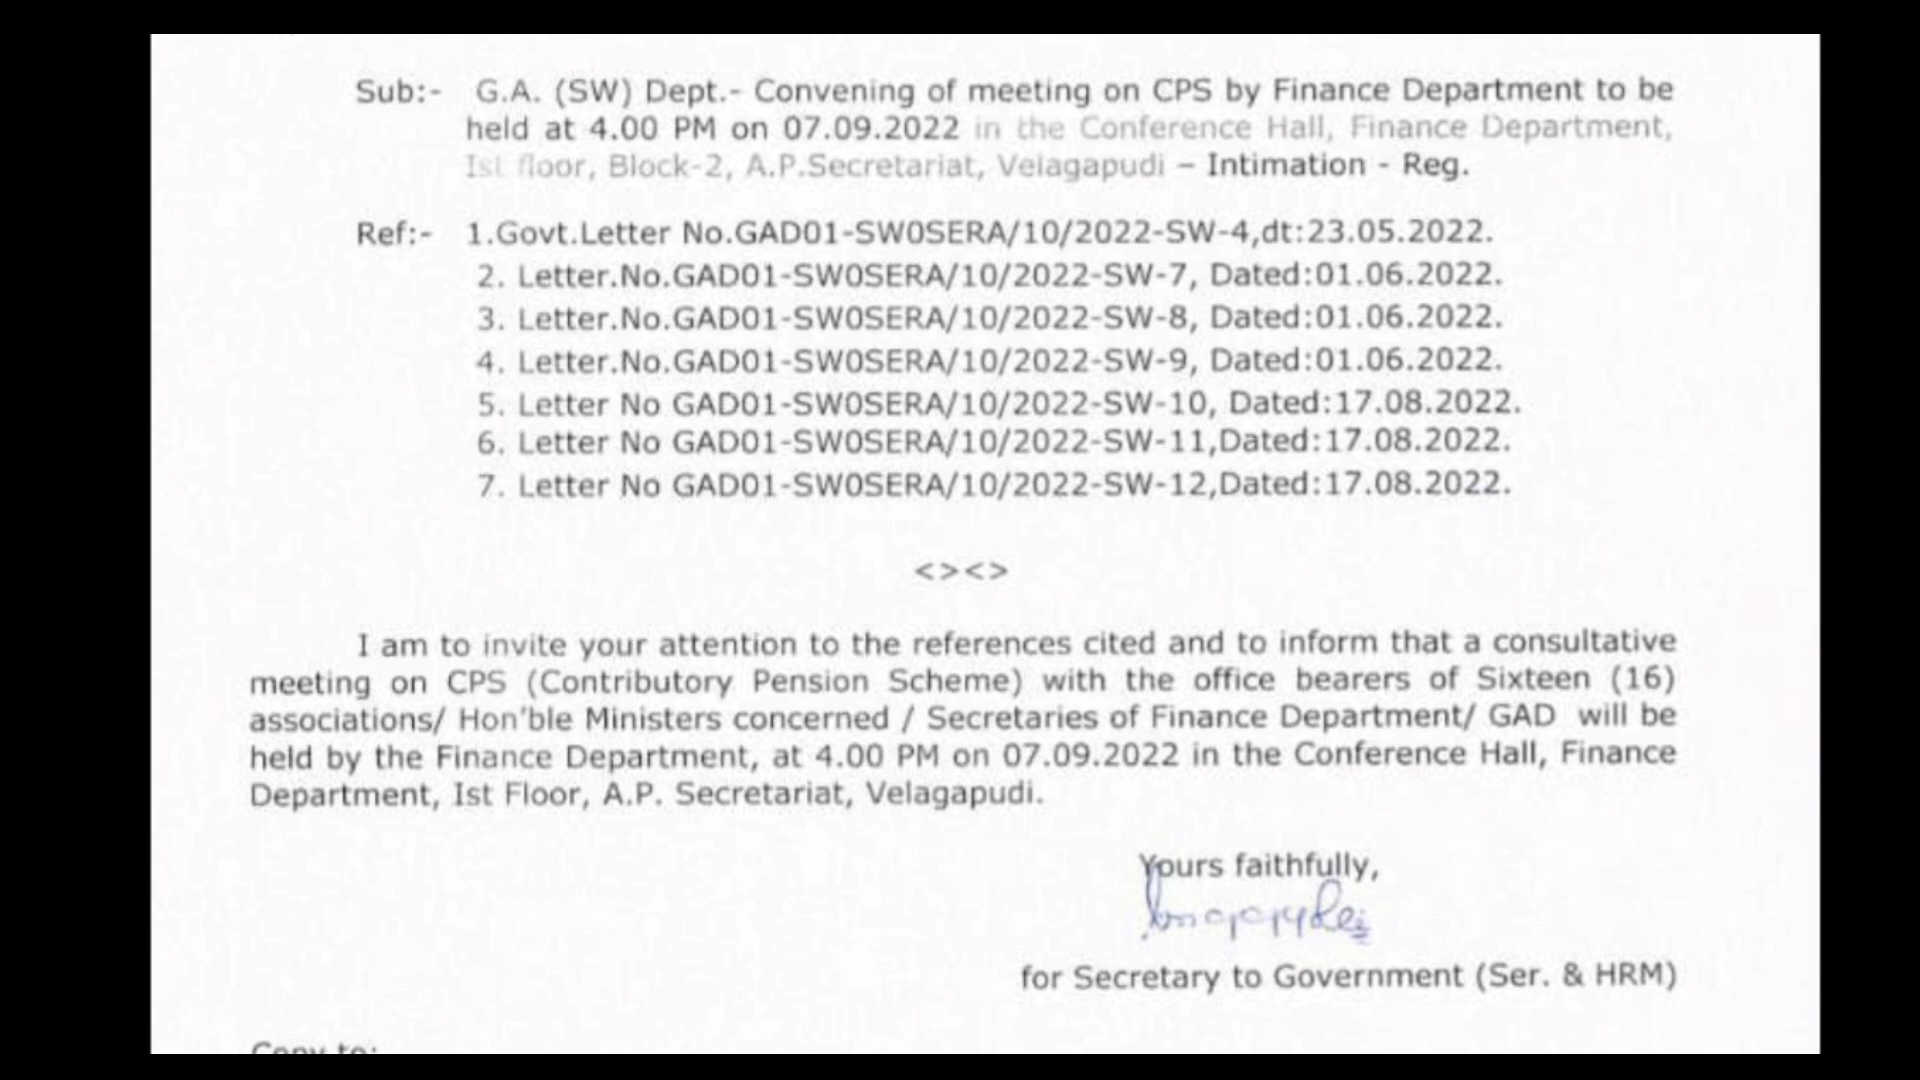 Sub:- G.A. (SW) Dept.- Convening of meeting on CPS by Finance Department to be
held at 4.00 PM on 07.09.2022 in the Conference Hall, Finance Department,
Ist floor, Block-2, A.P.Secretariat, Velagapudi – Intimation - Reg.
Ref:- 1.Govt.Letter No.GAD01-SW0SERA/10/2022-SW-4,dt:23.05.2022.
2. Letter.No.GAD01-SW0SERA/10/2022-SW-7, Dated:01.06.2022.
3. Letter.No.GAD01-SW0SERA/10/2022-SW-8, Dated:01.06.2022.
4. Letter.No.GAD01-SW0SERA/10/2022-SW-9, Dated:01.06.2022.
5. Letter No GAD01-SW0SERA/10/2022-SW-10, Dated:17.08.2022.
6. Letter No GAD01-SW0SERA/10/2022-SW-11,Dated:17.08.2022.
7. Letter No GAD01-SW0SERA/10/2022-SW-12,Dated:17.08.2022.
<><>
I am to invite your attention to the references cited and to inform that a consultative
meeting on CPS (Contributory Pension Scheme) with the office bearers of Sixteen (16)
associations/ Hon'ble Ministers concerned / Secretaries of Finance Department/ GAD will be
held by the Finance Department, at 4.00 PM on 07.09.2022 in the Conference Hall, Finance
Department, Ist Floor, A.P. Secretariat, Velagapudi.
Yours faithfully,
for Secretary to Government (Ser. & HRM)
Copy to: